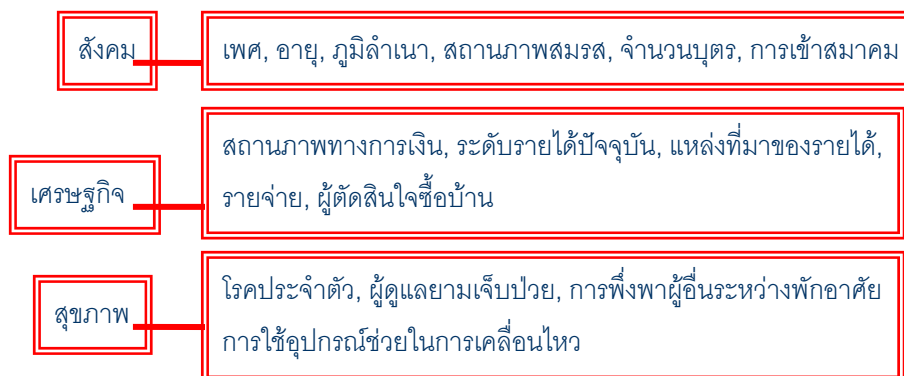 สังคม
เพศ, อายุ, ภูมิลำเนา, สถานภาพสมรส, จำนวนบุตร, การเข้าสมาคม
เศรษฐกิจ
สถานภาพทางการเงิน, ระดับรายได้ปัจจุบัน, แหล่งที่มาของรายได้,
รายจ่าย, ผู้ตัดสินใจซื้อบ้าน
สุขภาพ
โรคประจำตัว, ผู้ดูแลยามเจ็บป่วย, การพึ่งพาผู้อื่นระหว่างพักอาศัย
การใช้อุปกรณ์ช่วยในการเคลื่อนไหว